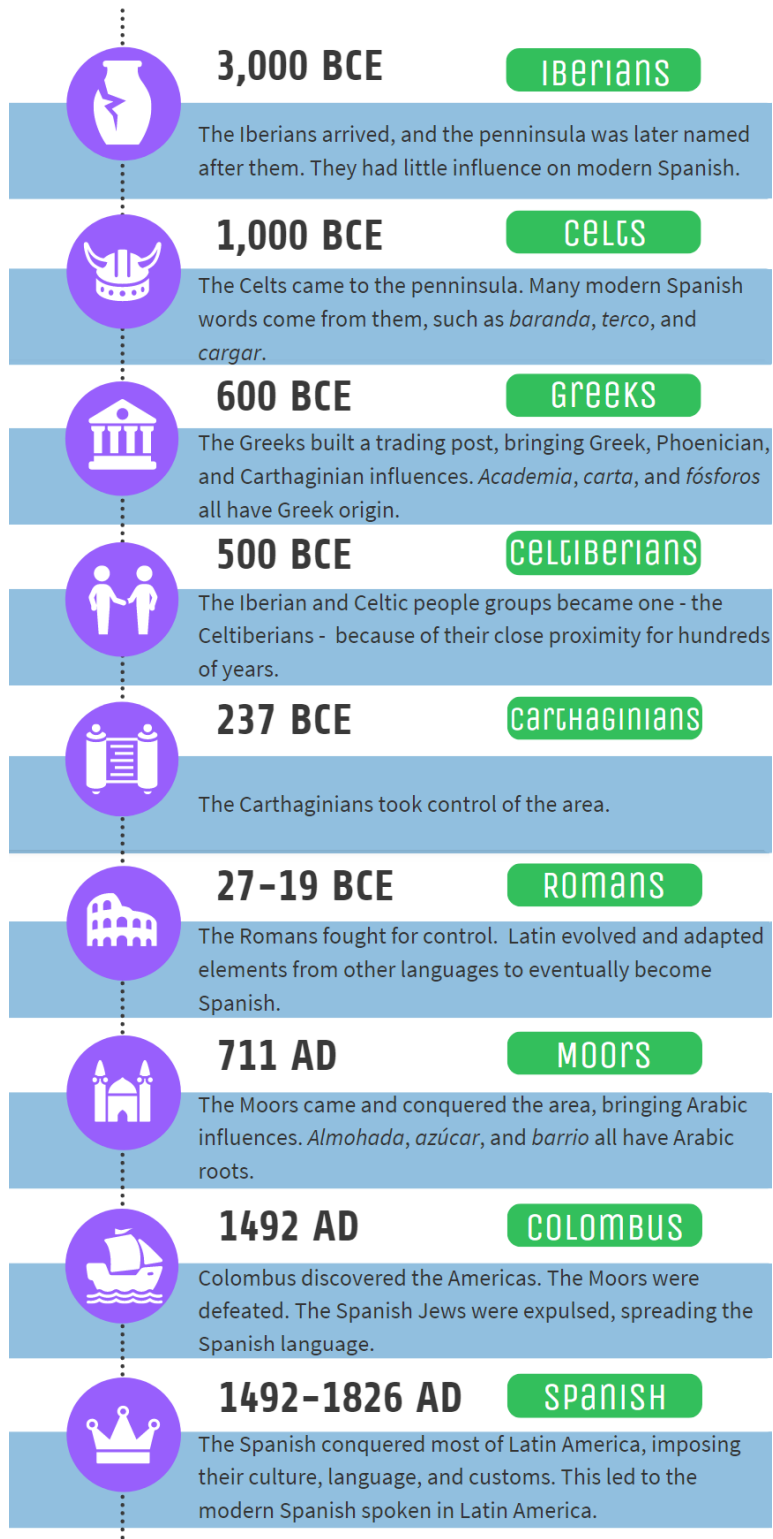 3,000 BCE
IBERIANS
The Iberians arrived, and the penninsula was later named
after them. They had little influence on modern Spanish.
1,000 BCE
CELTS
The Celts came to the penninsula. Many modern Spanish
words come from them, such as baranda, terco, and
cargar.
600 BCE
GREEKS
The Greeks built a trading post, bringing Greek, Phoenician,
and Carthaginian influences. Academia, carta, and fósforos
all have Greek origin.
500 BCE
CELTIBERIANS
The Iberian and Celtic people groups became one - the
Celtiberians - because of their close proximity for hundreds
of years.
237 BCE
CARTHAGINIANS
The Carthaginians took control of the area.
27-19 BCE
ROMANS
The Romans fought for control. Latin evolved and adapted
elements from other languages to eventually become
Spanish.
711 AD
MOORS
The Moors came and conquered the area, bringing Arabic
influences. Almohada, azúcar, and barrio all have Arabic
roots.
1492 AD
COLOMBUS
Colombus discovered the Americas. The Moors were
defeated. The Spanish Jews were expulsed, spreading the
Spanish language.
1492-1826 AD
SPANISH
The Spanish conquered most of Latin America, imposing
their culture, language, and customs. This led to the
modern Spanish spoken in Latin America.